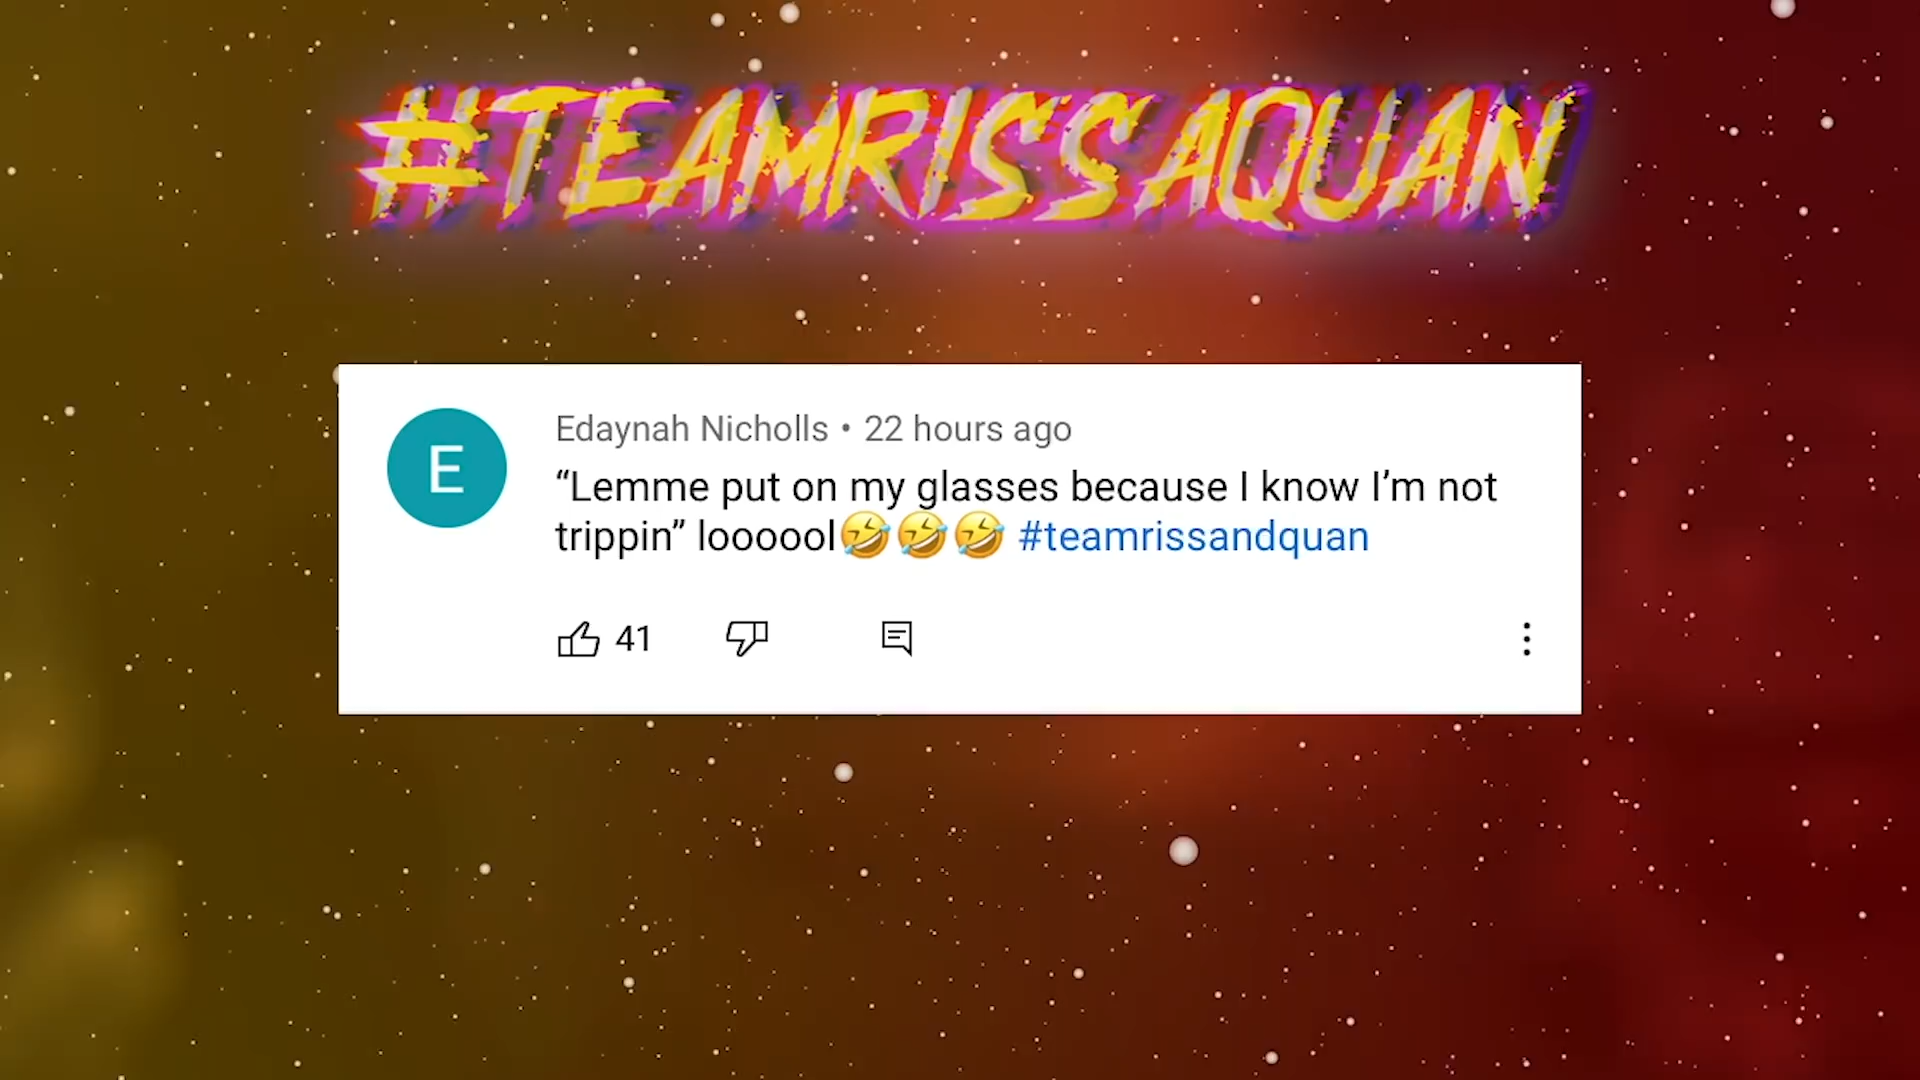 #TEAMRISSAQUAN
Edaynah Nicholls • 22 hours ago
E
“Lemme put on my glasses because I know I’m not
trippin” loooool🤣🤣🤣 #teamrissandquan
41